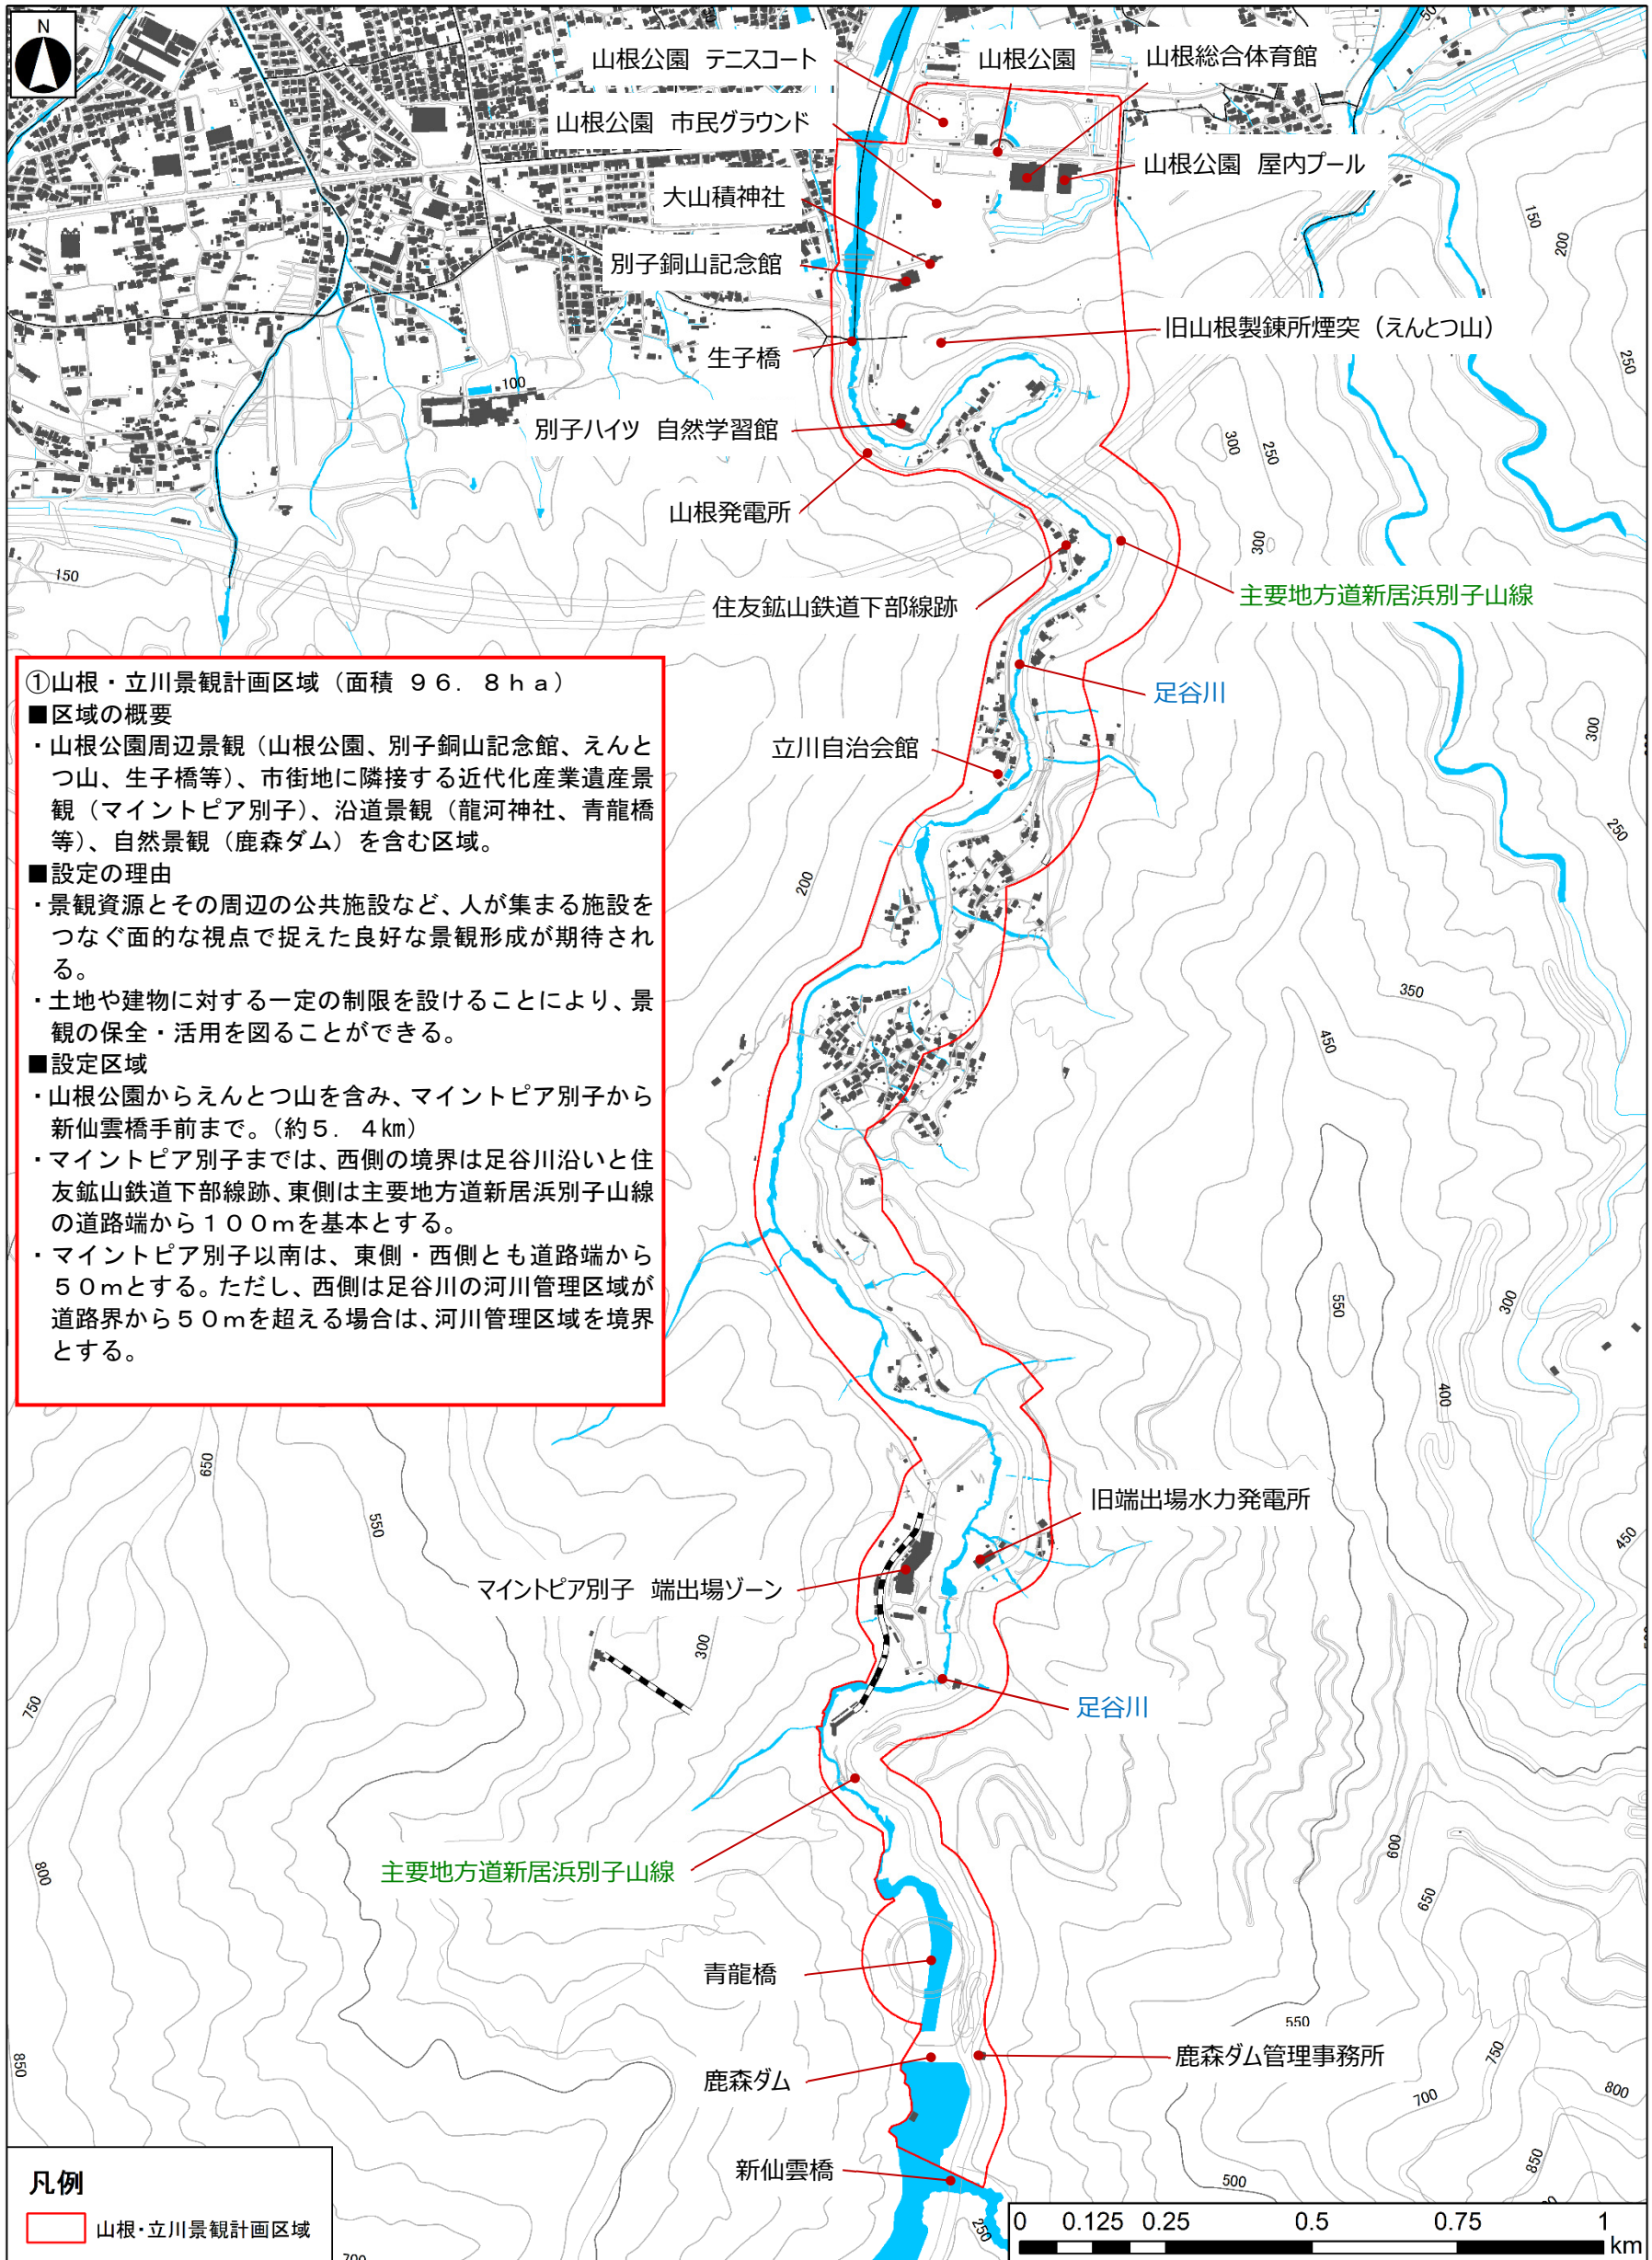 N
山根公園 テニスコート
山根公園
山根総合体育館
山根公園 市民グラウンド
山根公園 屋内プール
大山積神社
別子銅山記念館
旧山根製錬所煙突（えんとつ山）
生子橋
別子ハイツ 自然学習館
山根発電所
住友鉱山鉄道下部線跡
主要地方道新居浜別子山線
足谷川
立川自治会館
①山根・立川景観計画区域（面積 ９６．８ｈａ）
■区域の概要
・山根公園周辺景観（山根公園、別子銅山記念館、えんと
つ山、生子橋等）、市街地に隣接する近代化産業遺産景
観（マイントピア別子）、沿道景観（龍河神社、青龍橋
等）、自然景観（鹿森ダム）を含む区域。
■設定の理由
・景観資源とその周辺の公共施設など、人が集まる施設を
つなぐ面的な視点で捉えた良好な景観形成が期待され
る。
・土地や建物に対する一定の制限を設けることにより、景
観の保全・活用を図ることができる。
■設定区域
・山根公園からえんとつ山を含み、マイントピア別子から
新仙雲橋手前まで。（約５．４㎞）
・マイントピア別子までは、西側の境界は足谷川沿いと住
友鉱山鉄道下部線跡、東側は主要地方道新居浜別子山線
の道路端から１００ｍを基本とする。
・マイントピア別子以南は、東側・西側とも道路端から
５０ｍとする。ただし、西側は足谷川の河川管理区域が
道路界から５０ｍを超える場合は、河川管理区域を境界
とする。
旧端出場水力発電所
マイントピア別子 端出場ゾーン
足谷川
主要地方道新居浜別子山線
青龍橋
鹿森ダム管理事務所
鹿森ダム
新仙雲橋
凡例
山根・立川景観計画区域
0 0.125 0.25 0.5 0.75 1
km
100
150
150
200
250
300
250
300
300
250
200
350
450
550
300
400
450
650
550
300
750
800
850
600
650
550
750
700
800
850
500
250